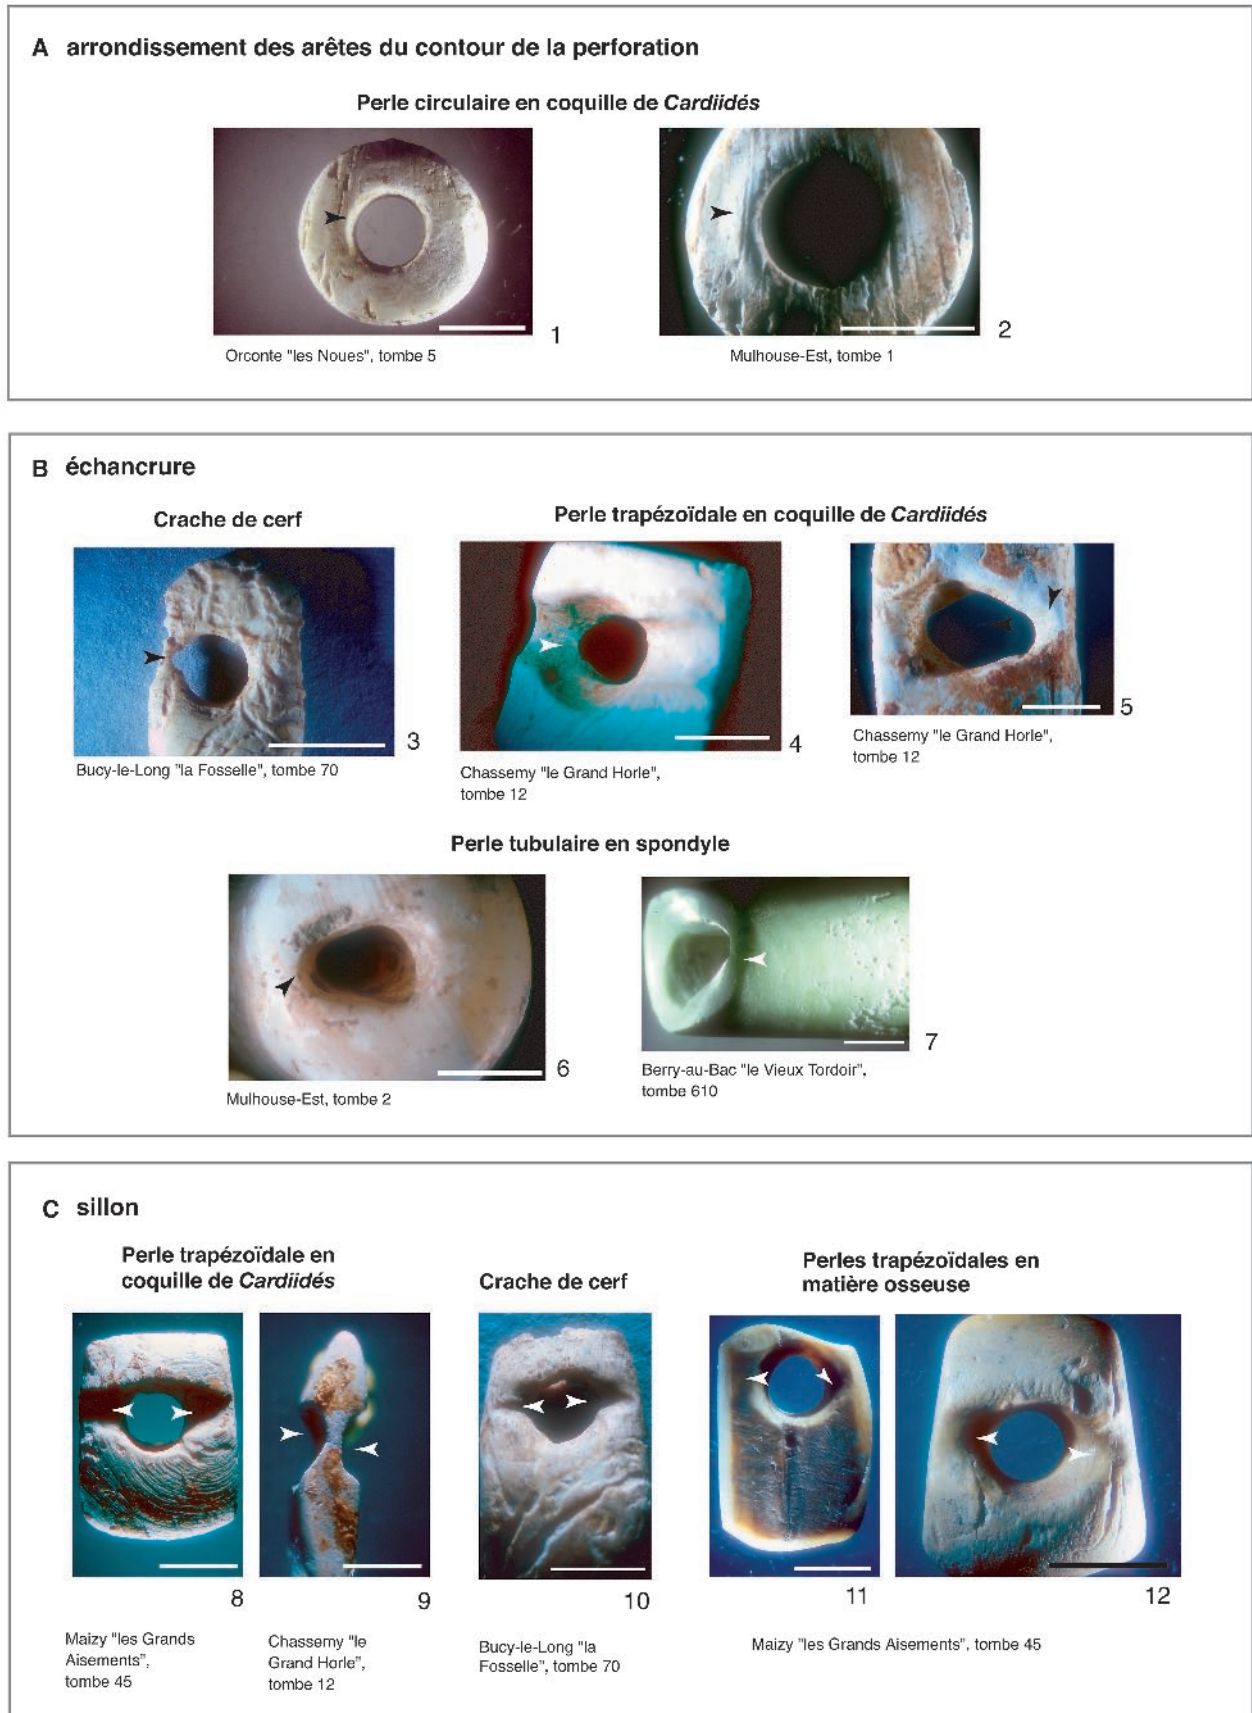 A arrondissement des arêtes du contour de la perforation
Perle circulaire en coquille de Cardiidés
1
Orconte "les Noues", tombe 5
2
Mulhouse-Est, tombe 1
B échancrure
Crache de cerf
Perle trapézoïdale en coquille de Cardiidés
3
Bucy-le-Long "la Fosselle", tombe 70
4
Chassemy "le Grand Horle",
tombe 12
5
Chassemy "le Grand Horle",
tombe 12
Perle tubulaire en spondyle
6
Mulhouse-Est, tombe 2
7
Berry-au-Bac "le Vieux Tordoir",
tombe 610
C sillon
Perle trapézoïdale en
coquille de Cardiidés
Crache de cerf
Perles trapézoïdales en
matière osseuse
8
9
10
11
12
Maizy "les Grands
Aisements",
tombe 45
Chassemy "le
Grand Horle",
tombe 12
Bucy-le-Long "la
Fosselle", tombe 70
Maizy "les Grands Aisements", tombe 45